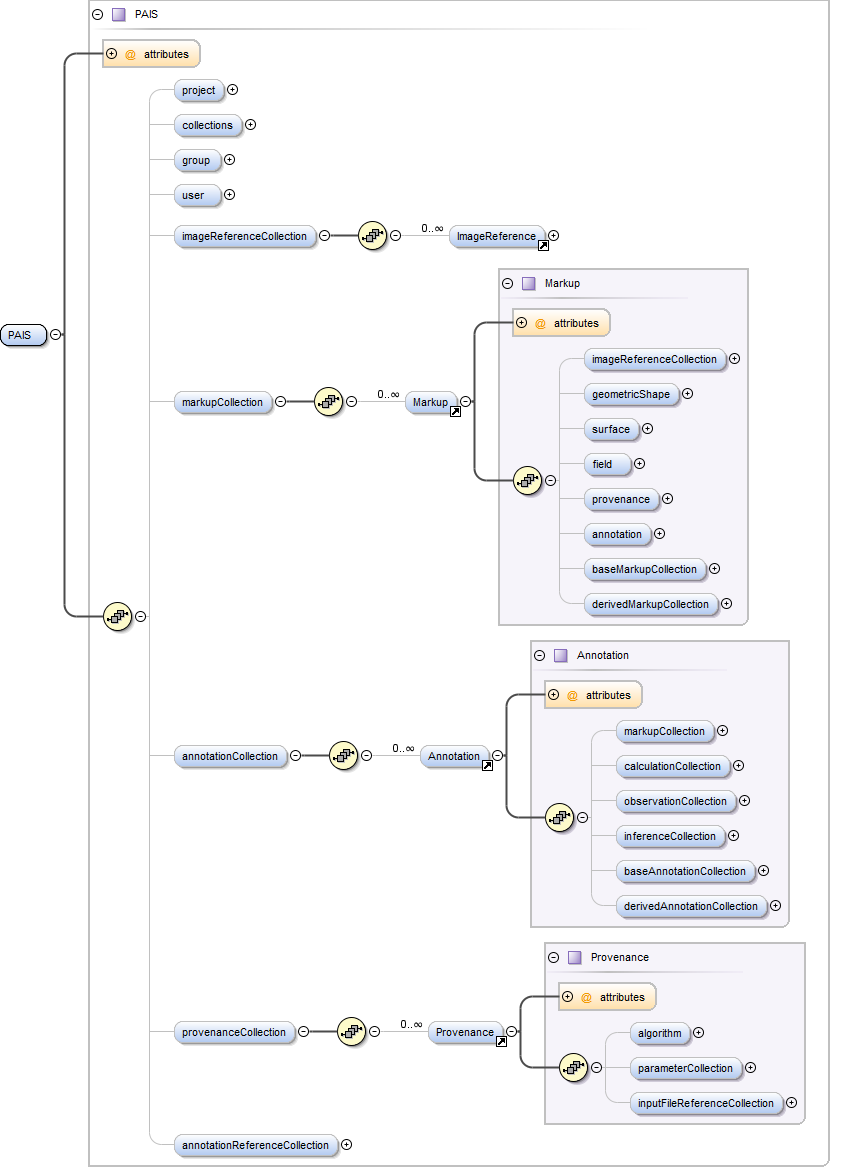 PAIS
@ attributes
project
collections
group
user
imageReferenceCollection
0..∞
ImageReference
Markup
@ attributes
imageReferenceCollection
geometricShape
surface
field
provenance
annotation
baseMarkupCollection
derivedMarkupCollection
PAIS
markupCollection
0..∞
Markup
Annotation
@ attributes
markupCollection
calculationCollection
observationCollection
inferenceCollection
baseAnnotationCollection
derivedAnnotationCollection
annotationCollection
0..∞
Annotation
Provenance
@ attributes
algorithm
parameterCollection
inputFileReferenceCollection
provenanceCollection
0..∞
Provenance
annotationReferenceCollection